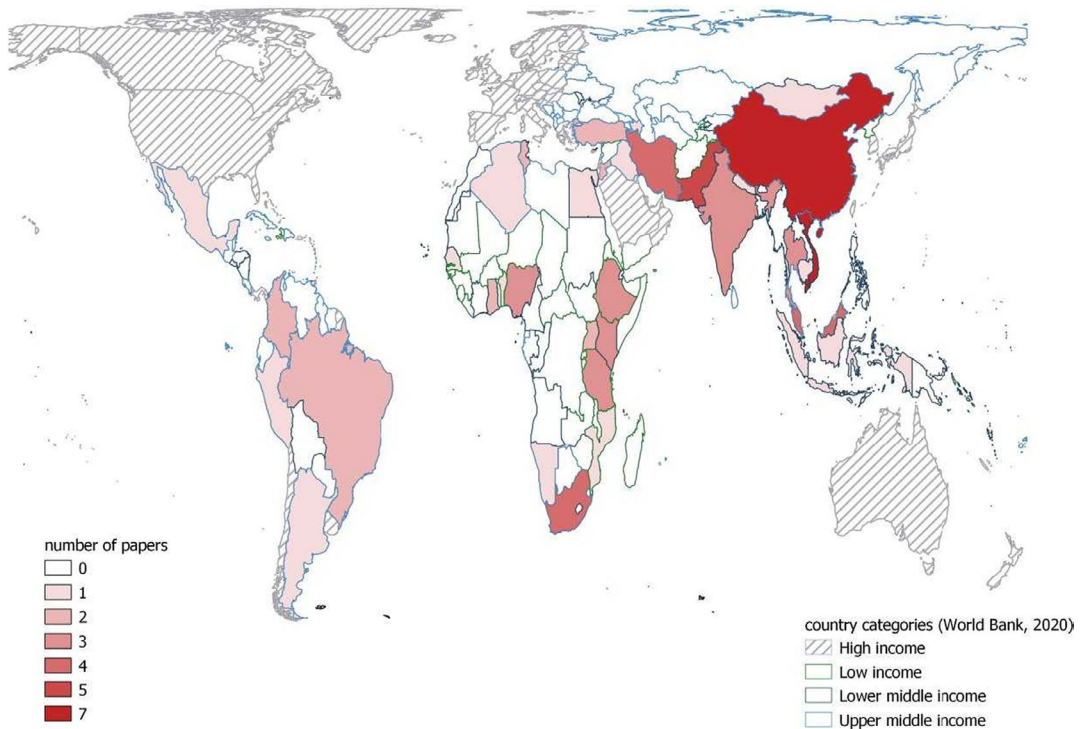 number of papers
0
1
2
3
4
5
7
country categories (World Bank, 2020)
High income
Low income
Lower middle income
Upper middle income